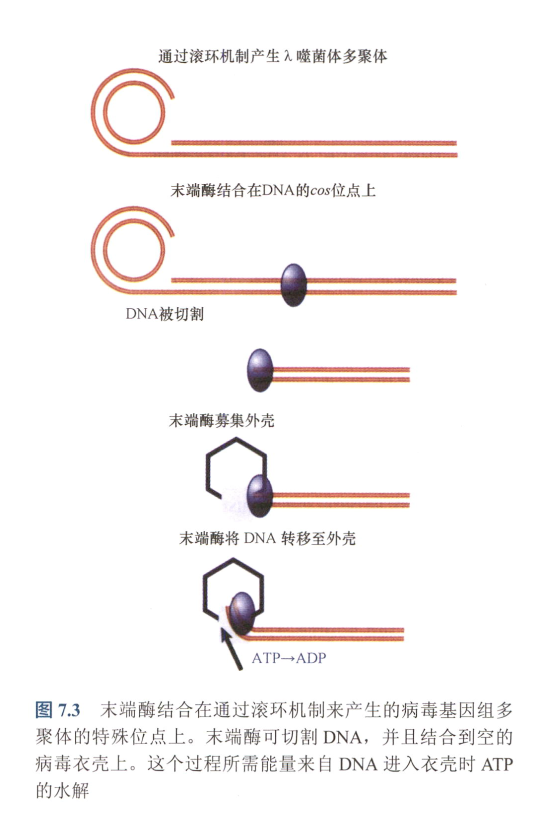 通过滚环机制产生λ噬菌体多聚体
末端酶结合在DNA的cos位点上
DNA被切割
末端酶募集外壳
末端酶将 DNA 转移至外壳
ATP→ADP
图 7.3 末端酶结合在通过滚环机制来产生的病毒基因组多
聚体的特殊位点上。末端酶可切割 DNA，并且结合到空的
病毒衣壳上。这个过程所需能量来自 DNA 进入衣壳时 ATP
的水解